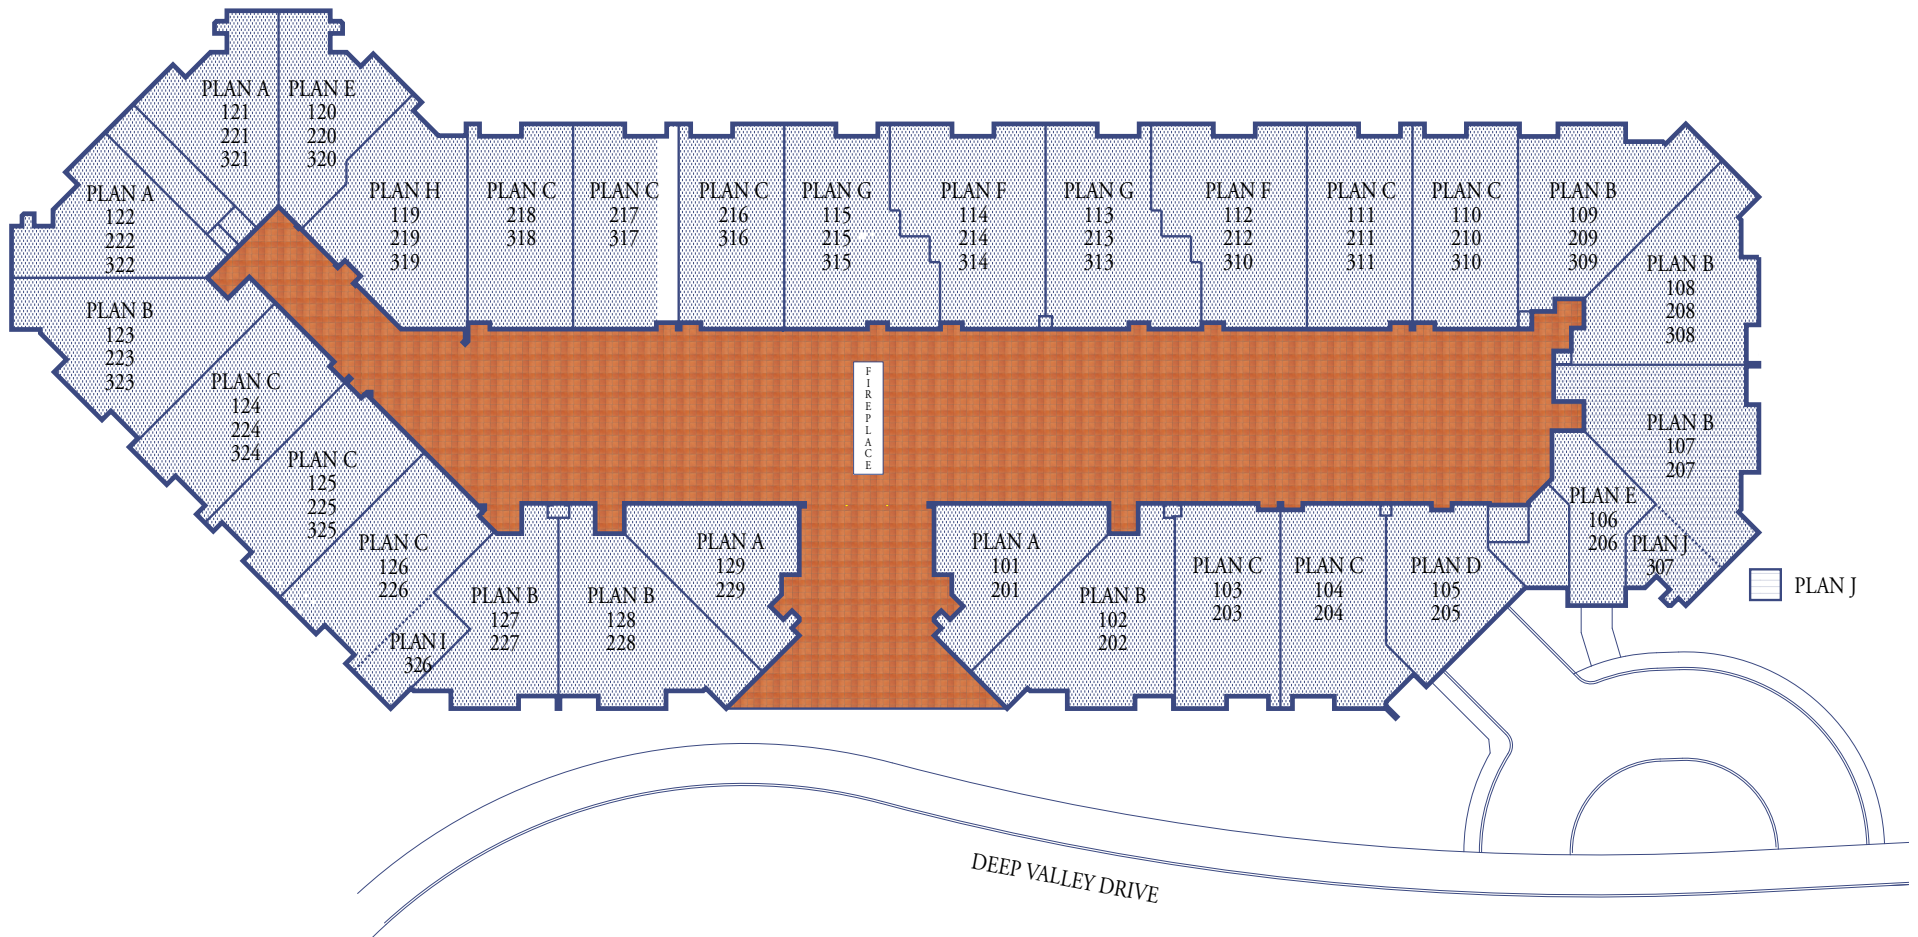 PLAN A
121
221
321
PLAN E
120
220
320
PLAN A
122
222
322
PLAN H
119
219
319
PLAN C
218
318
PLAN C
217
317
PLAN C
216
316
PLAN G
115
215
315
PLAN F
114
214
314
PLAN G
113
213
313
PLAN F
112
212
310
PLAN C
111
211
311
PLAN C
110
210
310
PLAN B
109
209
309
PLAN B
108
208
308
PLAN B
123
223
323
PLAN C
124
224
324
PLAN C
125
225
325
PLAN C
126
226
PLAN I
326
PLAN B
127
227
PLAN B
128
228
PLAN A
129
229
FIREPLACE
PLAN A
101
201
PLAN B
102
202
PLAN C
103
203
PLAN C
104
204
PLAN D
105
205
PLAN E
106
206
PLAN B
107
207
PLAN J
307
PLAN J
DEEP VALLEY DRIVE